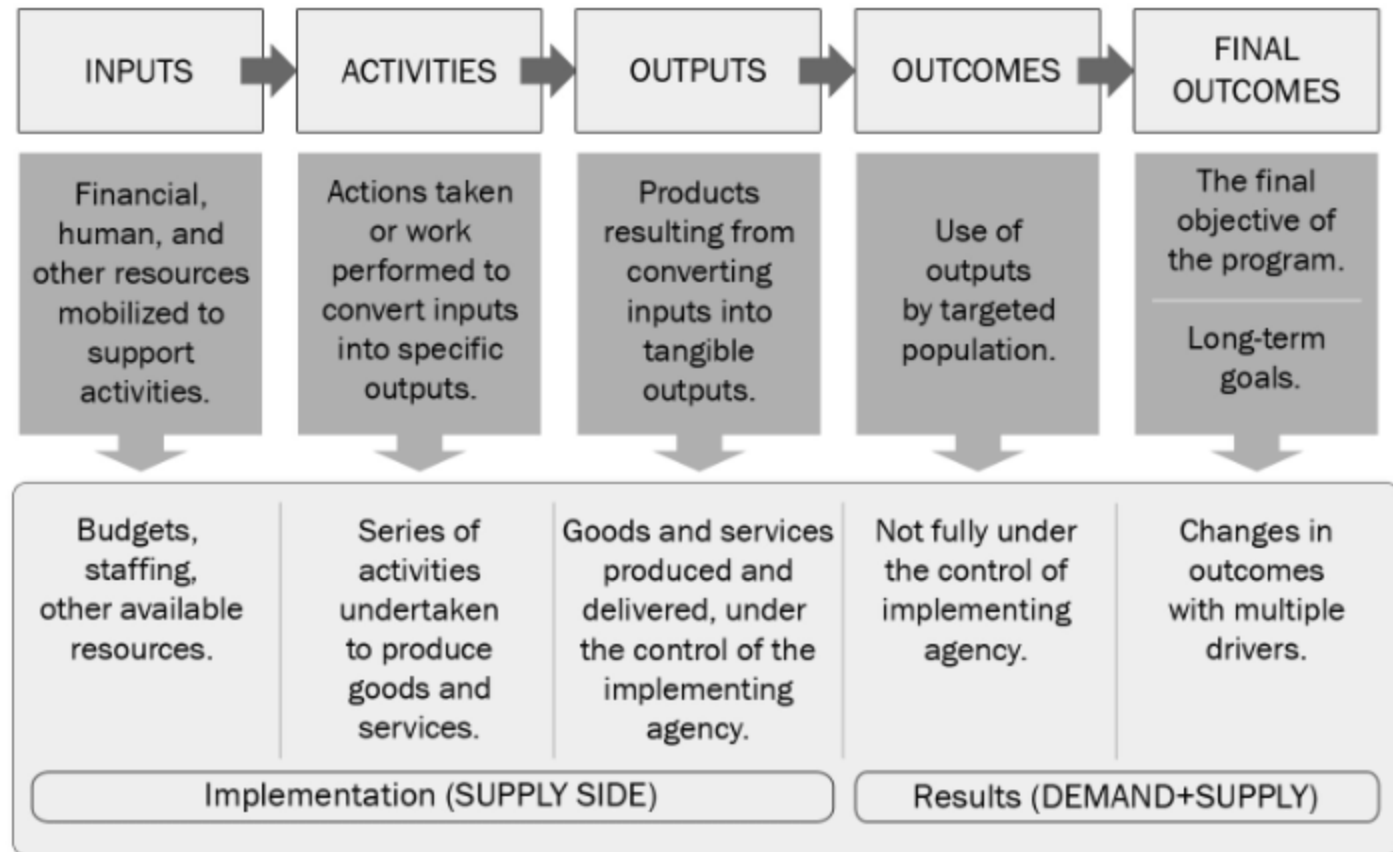 INPUTS
ACTIVITIES
OUTPUTS
OUTCOMES
FINAL
OUTCOMES
Financial,
human, and
other resources
mobilized to
support
activities.
Actions taken
or work
performed to
convert inputs
into specific
outputs.
Products
resulting from
converting
inputs into
tangible
outputs.
Use of
outputs
by targeted
population.
The final
objective of
the program.
Long-term
goals.
Budgets,
staffing,
other available
resources.
Series of
activities
undertaken
to produce
goods and
services.
Goods and services
produced and
delivered, under
the control of the
implementing
agency.
Not fully under
the control of
implementing
agency.
Changes in
outcomes
with multiple
drivers.
Implementation (SUPPLY SIDE)
Results (DEMAND+SUPPLY)